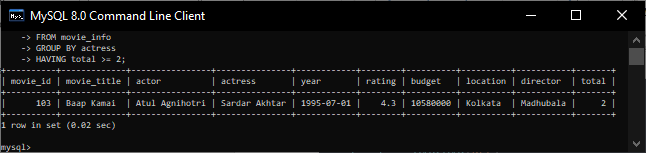 MySQL 8.0 Command Line Client
-> FROM movie_info
-> GROUP BY actress
-> HAVING total >= 2;
+----------+-------------+----------------+---------------+------------+--------+----------+----------+-----------+-------+
| movie_id | movie_title | actor          | actress       | year       | rating | budget   | location | director  | total |
+----------+-------------+----------------+---------------+------------+--------+----------+----------+-----------+-------+
|      103 | Baap Kamai  | Atul Agnihotri | Sardar Akhtar | 1995-07-01 |    4.3 | 10580000 | Kolkata  | Madhubala |     2 |
+----------+-------------+----------------+---------------+------------+--------+----------+----------+-----------+-------+
1 row in set (0.02 sec)
mysql>